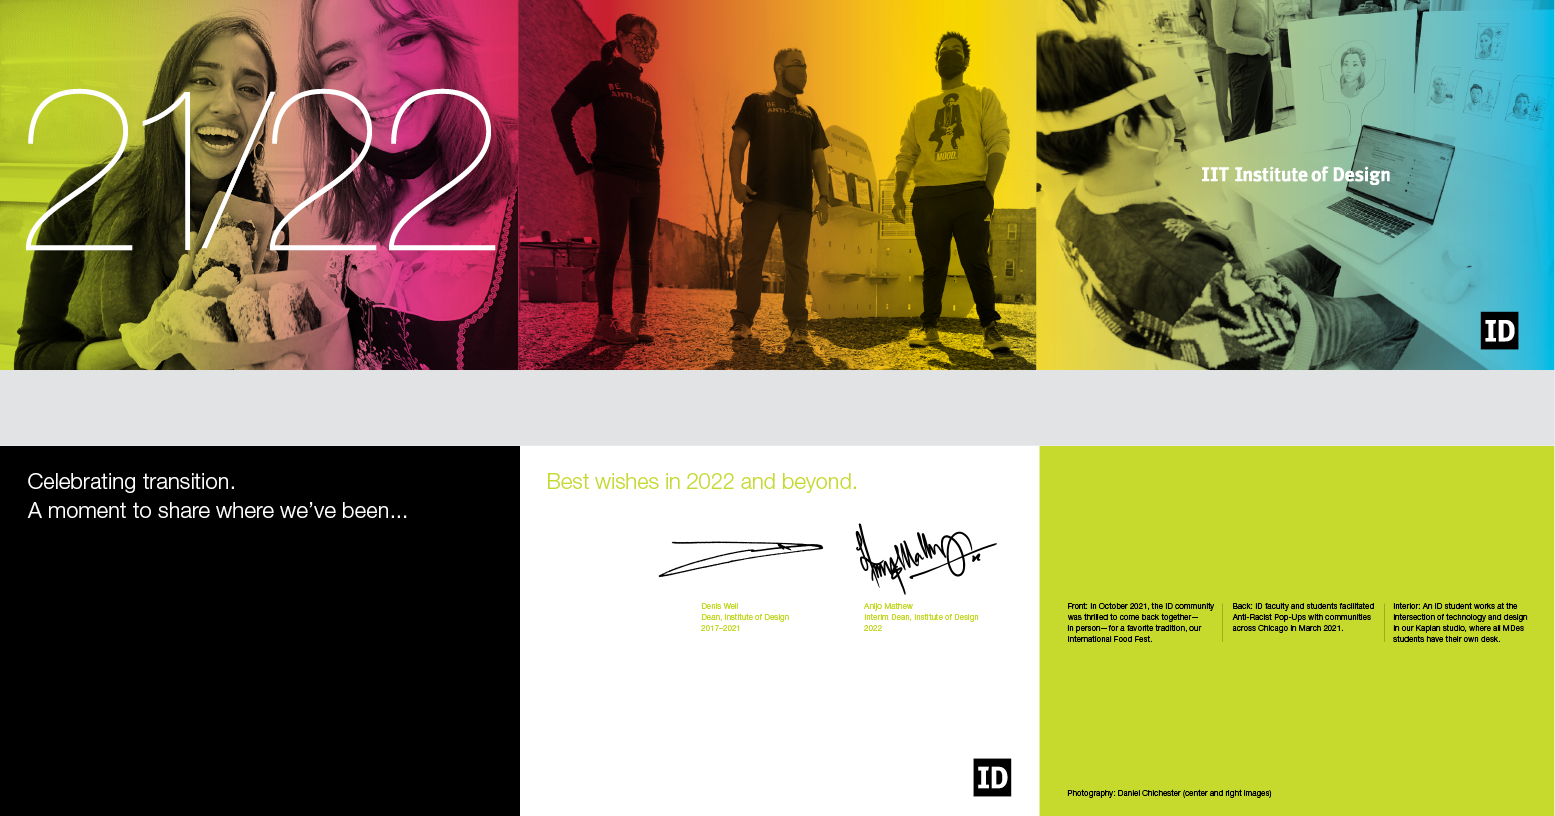 21/22
BE
ANTI-RACIST
BE
ANTI-RACIST
MOOD.
IIT Institute of Design
ID
Celebrating transition.
A moment to share where we’ve been...
Best wishes in 2022 and beyond.
Denis Weil
Dean, Institute of Design
2017–2021
Anijo Mathew
Interim Dean, Institute of Design
2022
ID
Front: In October 2021, the ID community
was thrilled to come back together—
in person—for a favorite tradition, our
International Food Fest.
Back: ID faculty and students facilitated
Anti-Racist Pop-Ups with communities
across Chicago in March 2021.
Interior: An ID student works at the
intersection of technology and design
in our Kaplan studio, where all MDes
students have their own desk.
Photography: Daniel Chichester (center and right images)